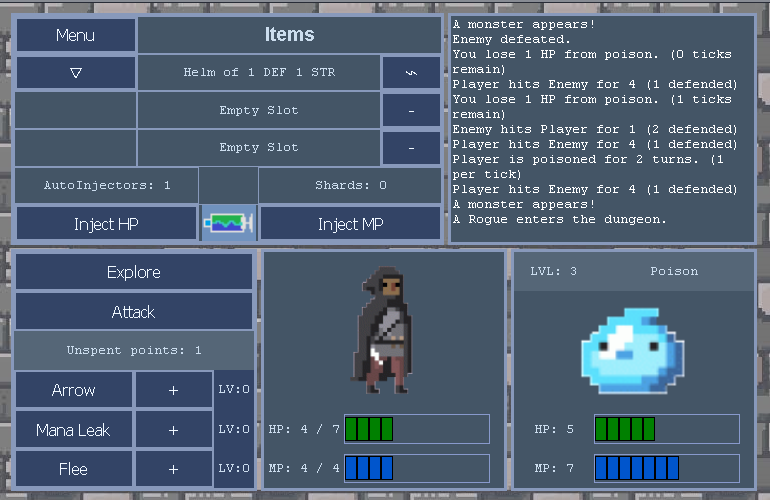 Menu
Items
▽
Helm of 1 DEF 1 STR
Empty Slot
-
Empty Slot
-
AutoInjectors: 1
Shards: 0
Inject HP
Inject MP
A monster appears!
Enemy defeated.
You lose 1 HP from poison. (0 ticks
remain)
Player hits Enemy for 4 (1 defended)
You lose 1 HP from poison. (1 ticks
remain)
Enemy hits Player for 1 (2 defended)
Player hits Enemy for 4 (1 defended)
Player is poisoned for 2 turns. (1
per tick)
Player hits Enemy for 4 (1 defended)
A monster appears!
A Rogue enters the dungeon.
Explore
Attack
Unspent points: 1
Arrow
+
LV:0
Mana Leak
+
LV:0
Flee
+
LV:0
HP: 4 / 7
MP: 4 / 4
LVL: 3
Poison
HP: 5
MP: 7